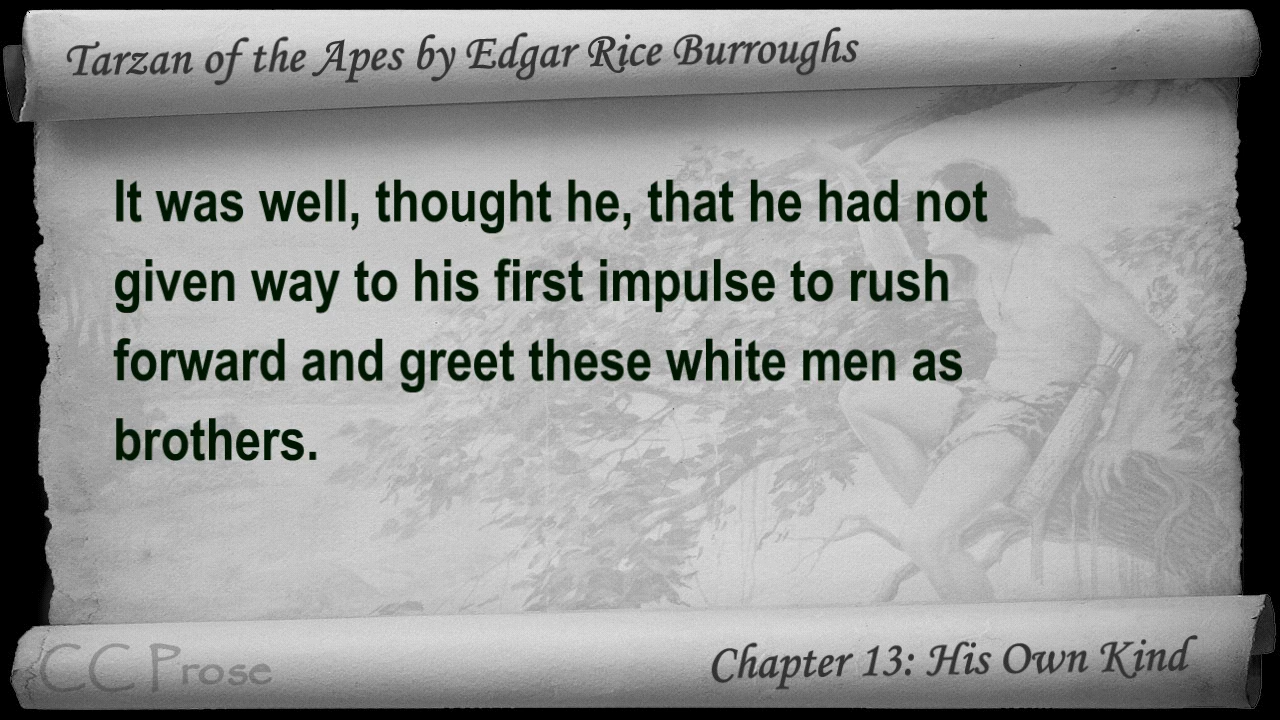 Tarzan of the Apes by Edgar Rice Burroughs
It was well, thought he, that he had not
given way to his first impulse to rush
forward and greet these white men as
brothers.
CC Prose
Chapter 13: His Own Kind